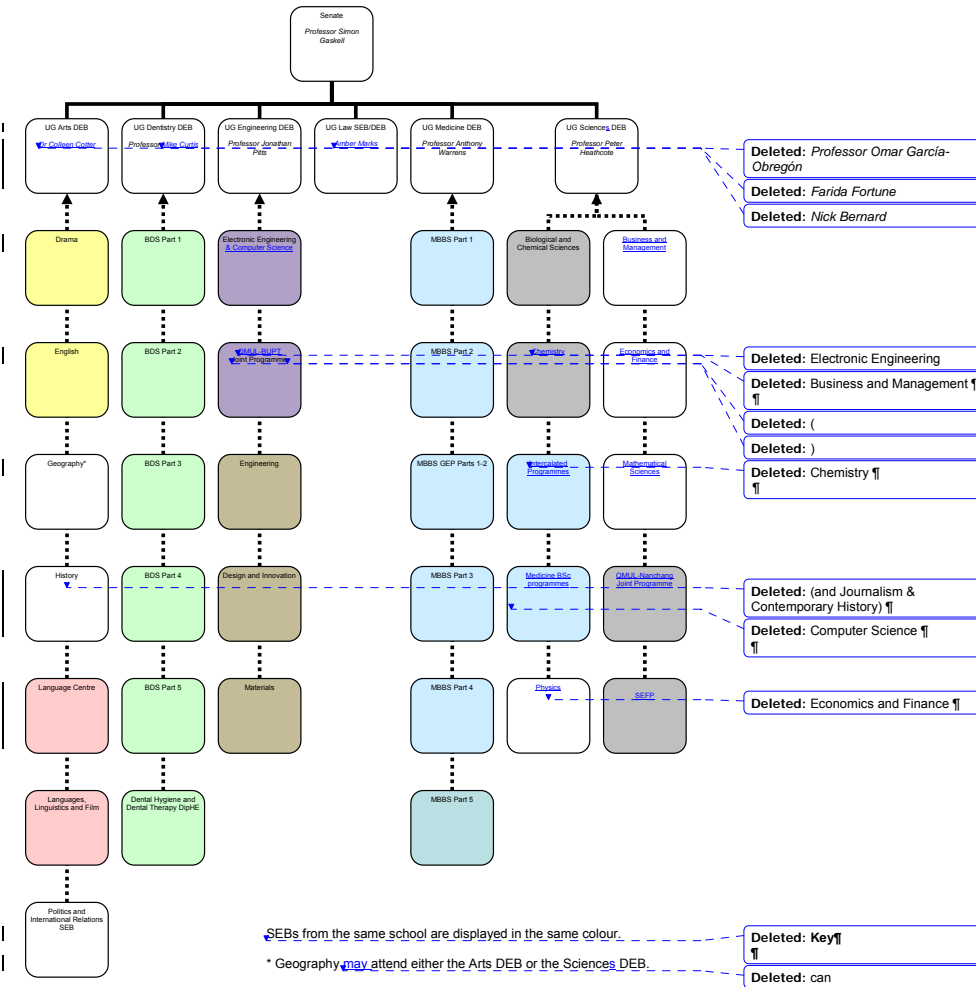 Senate
Professor Simon
Gaskell
UG Arts DEB
Dr Colleen Cotter
UG Dentistry DEB
Professor Mike Curtis
UG Engineering DEB
Professor Jonathan
Pitts
UG Law SEB/DEB
Amber Marks
UG Medicine DEB
Professor Anthony
Warrens
UG Sciences DEB
Professor Peter
Heathcote
Deleted: Professor Omar García-
Obregón
Deleted: Farida Fortune
Deleted: Nick Bernard
Drama
BDS Part 1
Electronic Engineering
& Computer Science
MBBS Part 1
Biological and
Chemical Sciences
Business and
Management
English
BDS Part 2
QMUL-BUPT
Joint Programme
MBBS Part 2
Chemistry
Economics and
Finance
Deleted: Electronic Engineering
Deleted: Business and Management ¶
¶
Deleted: (
Deleted: )
Geography*
BDS Part 3
Engineering
MBBS GEP Parts 1-2
Intercalated
Programmes
Mathematical
Sciences
Deleted: Chemistry ¶
¶
History
BDS Part 4
Design and Innovation
MBBS Part 3
Medicine BSc
programmes
QMUL-Nanchang
Joint Programme
Deleted: (and Journalism &
Contemporary History) ¶
Deleted: Computer Science ¶
¶
Language Centre
BDS Part 5
Materials
MBBS Part 4
Physics
SEFP
Deleted: Economics and Finance ¶
Languages,
Linguistics and Film
Dental Hygiene and
Dental Therapy DipHE
MBBS Part 5
Politics and
International Relations
SEB
SEBs from the same school are displayed in the same colour.
Deleted: Key¶
¶
* Geography may attend either the Arts DEB or the Sciences DEB.
Deleted: can